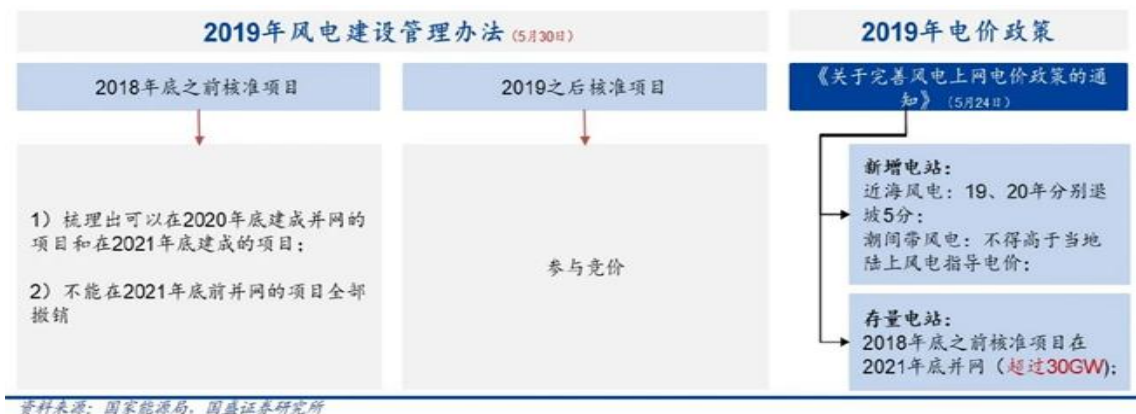 2019年风电建设管理办法（5月30日）
2018年底之前核准项目
2019之后核准项目
1）梳理出可以在2020年底建成并网的
项目和在2021年底建成的项目；
2）不能在2021年底前并网的项目全部
撤销
参与竞价
2019年电价政策
《关于完善风电上网电价政策的通
知》（5月24日）
新增电站：
近海风电：19、20年分别退
坡5分；
潮间带风电：不得高于当地
陆上风电指导电价；
存量电站：
2018年底之前核准项目在
2021年底并网（超过30GW)；
资料来源：国家能源局，国盛证券研究所